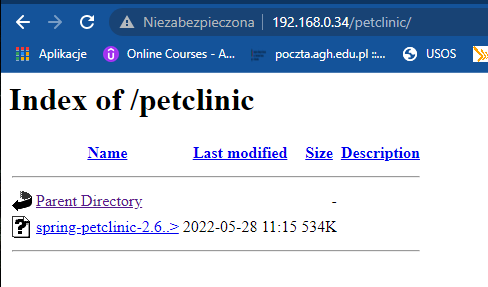 Niezabezpieczona 192.168.0.34/petclinic/
Aplikacje Online Courses - A... poczta.agh.edu.pl ::... USOS
Index of /petclinic
Name Last modified Size Description
Parent Directory -
spring-petclinic-2.6..> 2022-05-28 11:15 534K